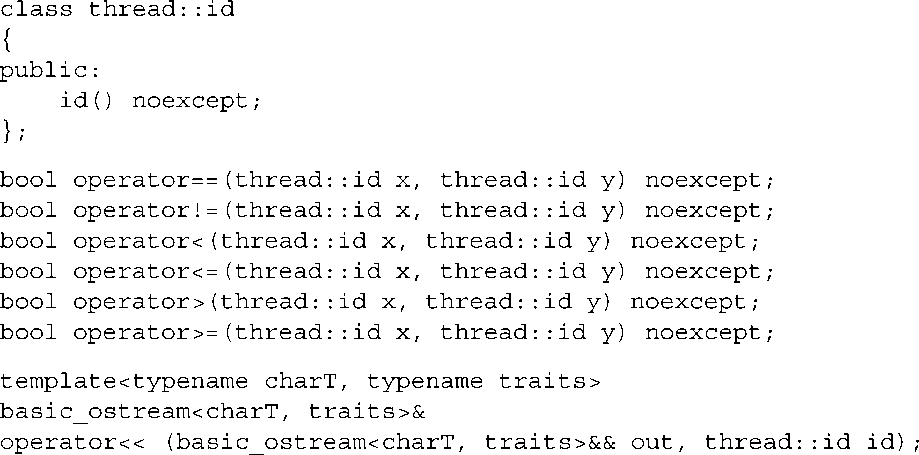 class thread::id
{
public:
    id() noexcept;
};
bool operator==(thread::id x, thread::id y) noexcept;
bool operator!=(thread::id x, thread::id y) noexcept;
bool operator<(thread::id x, thread::id y) noexcept;
bool operator<=(thread::id x, thread::id y) noexcept;
bool operator>(thread::id x, thread::id y) noexcept;
bool operator>=(thread::id x, thread::id y) noexcept;
template<typename charT, typename traits>
basic_ostream<charT, traits>&
operator<< (basic_ostream<charT, traits>&& out, thread::id id);